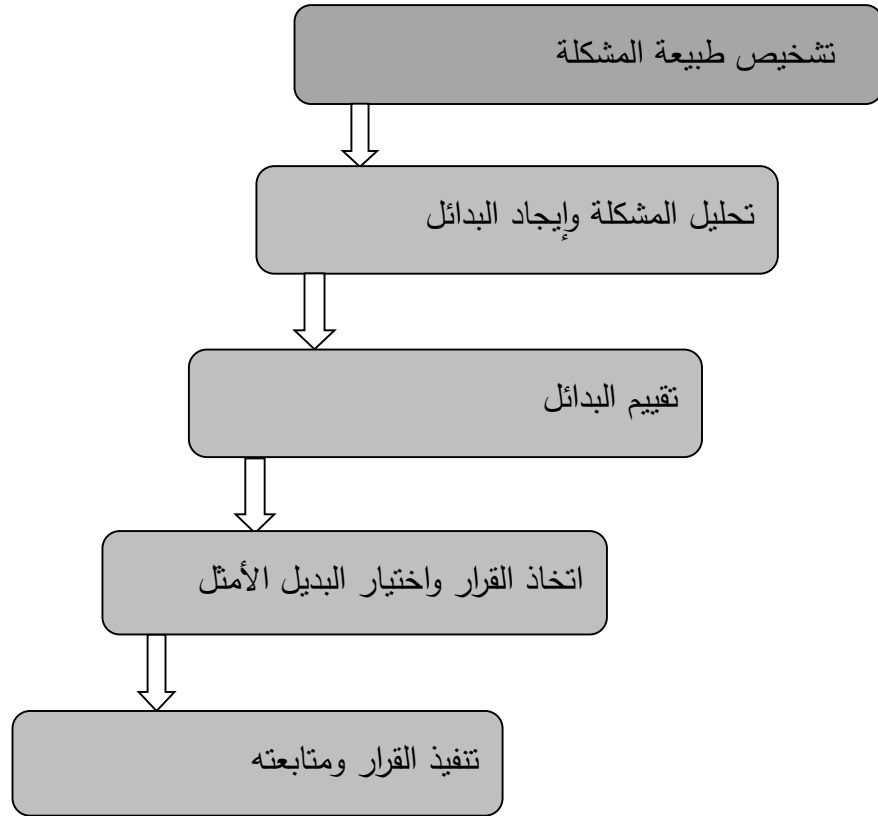 تشخيص طبيعة المشكلة
تحليل المشكلة وإيجاد البدائل
تقييم البدائل
اتخاذ القرار واختيار البديل الأمثل
تنفيذ القرار ومتابعته